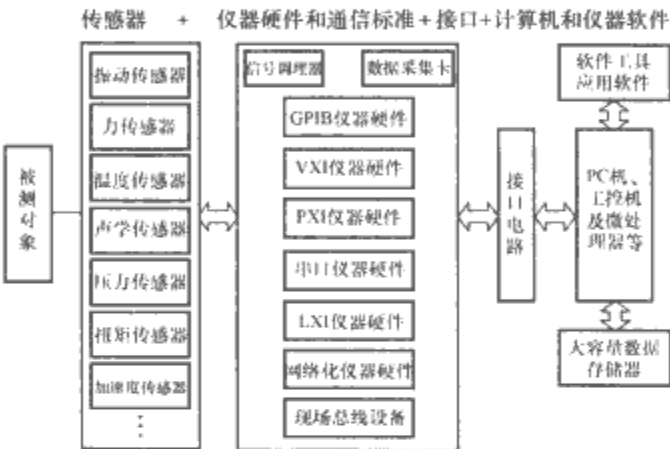 传感器 + 仪器硬件和通信标准+接口+计算机和仪器软件
被测对象
振动传感器
力传感器
温度传感器
声学传感器
压力传感器
扭矩传感器
加速度传感器
信号调理器
数据采集卡
GPIB仪器硬件
VXI仪器硬件
PXI仪器硬件
串口仪器硬件
LXI仪器硬件
网络化仪器硬件
现场总线设备
接口电路
软件工具
应用软件
PC机、
工控机
及微处
理器等
大容量数据
存储器